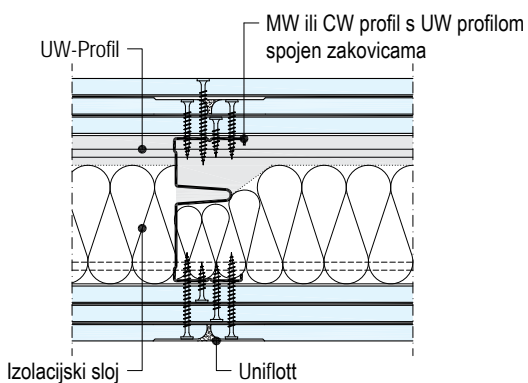 MW ili CW profil s UW profilom
spojen zakovicama
UW-Profil
Izolacijski sloj
Uniflott